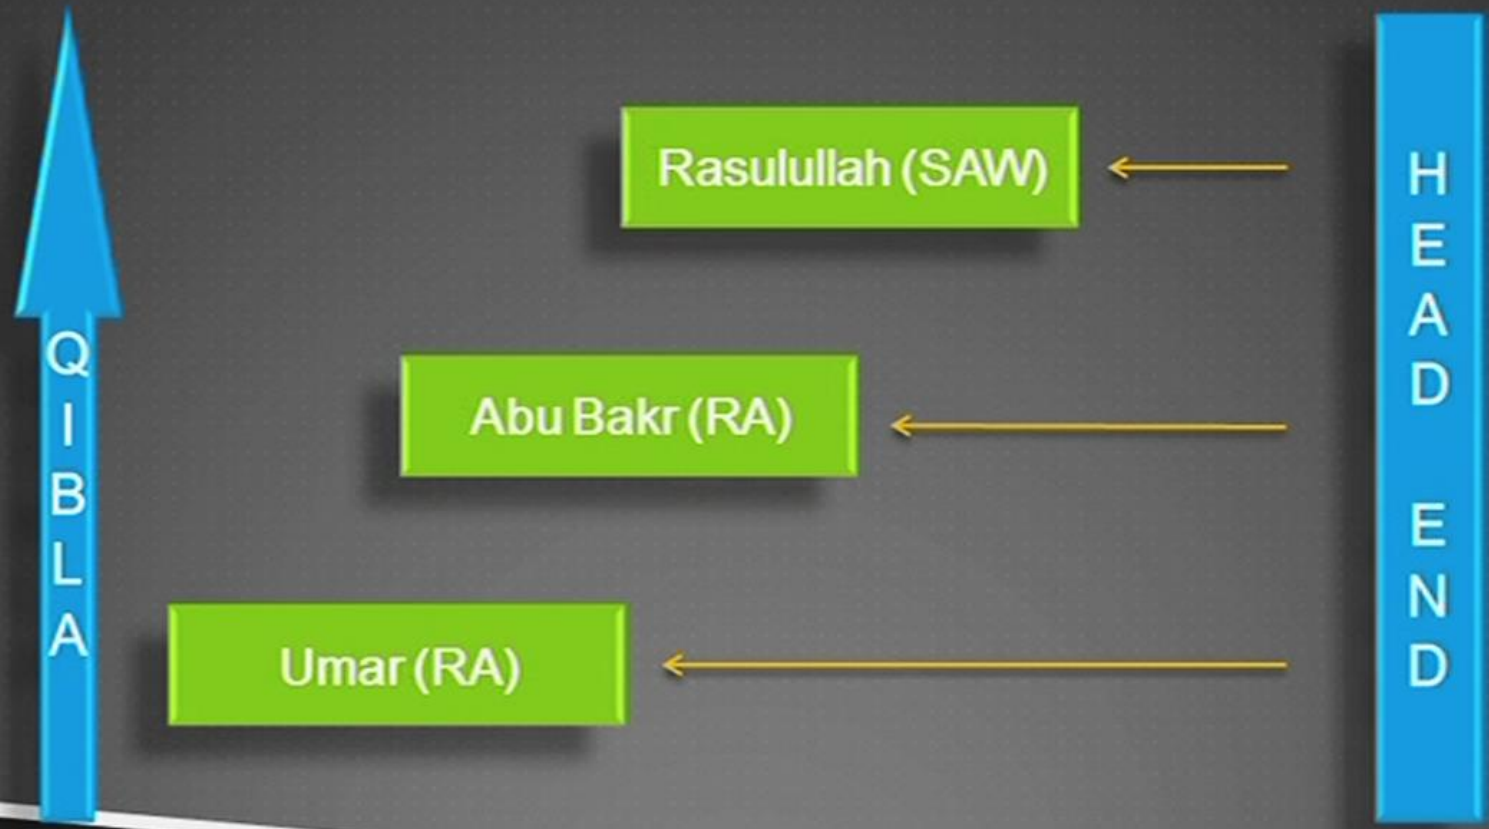 QIBLA
Rasulullah (SAW)
Abu Bakr (RA)
Umar (RA)
HEAD END